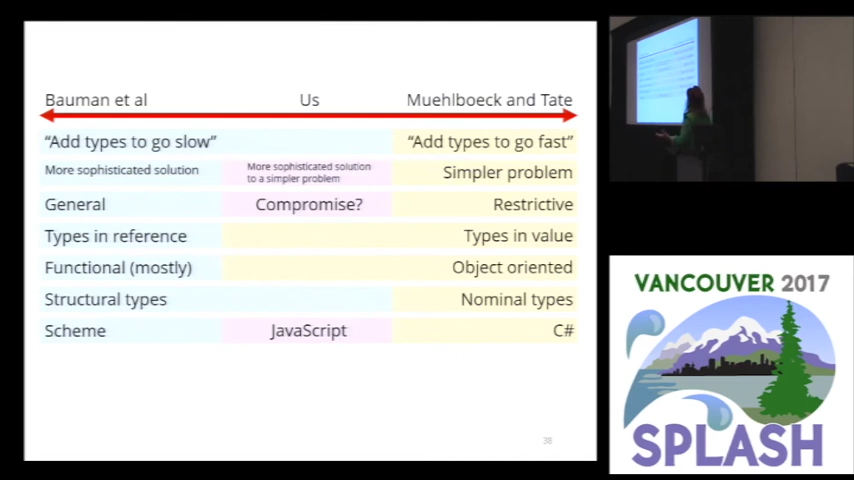 Bauman et al Us Muehlboeck and Tate
“Add types to go slow” “Add types to go fast”
More sophisticated solution More sophisticated solution Simpler problem
to a simpler problem
General Compromise? Restrictive
Types in reference Types in value
Functional (mostly) Object oriented
Structural types Nominal types
Scheme JavaScript C#
38
VANCOUVER 2017
SPLASH